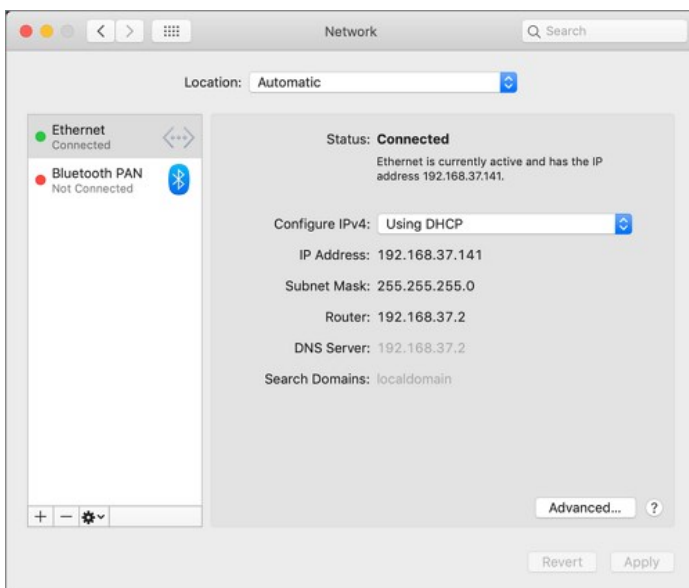 Network
Search
Location: Automatic
Ethernet
Connected
Bluetooth PAN
Not Connected
Status: Connected
Ethernet is currently active and has the IP
address 192.168.37.141.
Configure IPv4: Using DHCP
IP Address: 192.168.37.141
Subnet Mask: 255.255.255.0
Router: 192.168.37.2
DNS Server: 192.168.37.2
Search Domains: localdomain
Advanced... ?
Revert Apply